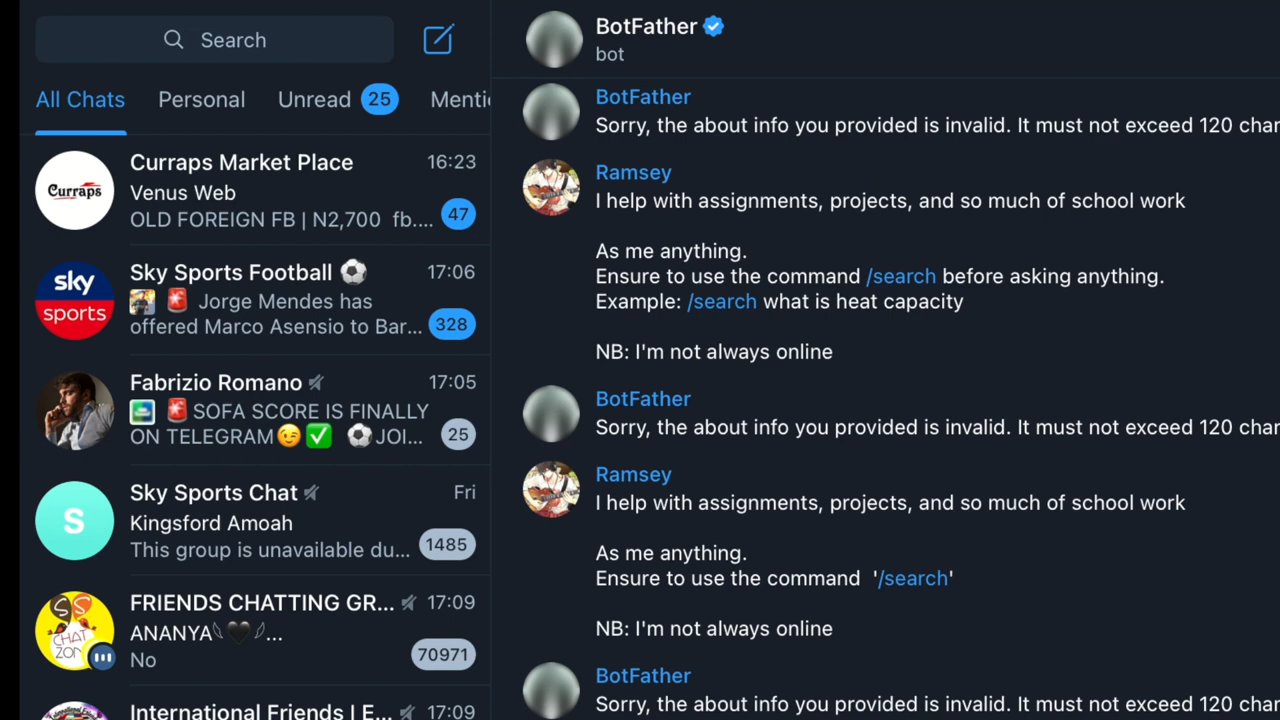 Search
All Chats Personal Unread 25
Curraps Market Place 16:23
Curraps
Venus Web
OLD FOREIGN FB | N2,700 fb.... 47
Sky Sports Football 17:06
sky
sports
Jorge Mendes has
offered Marco Asensio to Bar... 328
Fabrizio Romano 17:05
SOFA SCORE IS FINALLY
ON TELEGRAM JOI... 25
Sky Sports Chat Fri
S
Kingsford Amoah
This group is unavailable du... 1485
FRIENDS CHATTING GR... 17:09
SS
CHAT
ANANYA ...
No 70971
International Friends | E... 17:09
BotFather
bot
BotFather
Sorry, the about info you provided is invalid. It must not exceed 120 char
Ramsey
I help with assignments, projects, and so much of school work
As me anything.
Ensure to use the command /search before asking anything.
Example: /search what is heat capacity
NB: I'm not always online
BotFather
Sorry, the about info you provided is invalid. It must not exceed 120 char
Ramsey
I help with assignments, projects, and so much of school work
As me anything.
Ensure to use the command '/search'
NB: I'm not always online
BotFather
Sorry, the about info you provided is invalid. It must not exceed 120 char